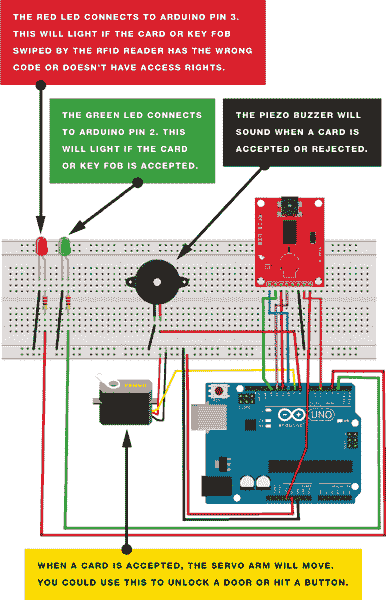 THE RED LED CONNECTS TO ARDUINO PIN 3.
THIS WILL LIGHT IF THE CARD OR KEY FOB
SWIPED BY THE RFID READER HAS THE WRONG
CODE OR DOESN'T HAVE ACCESS RIGHTS.
THE GREEN LED CONNECTS
TO ARDUINO PIN 2. THIS
WILL LIGHT IF THE CARD
OR KEY FOB IS ACCEPTED.
THE PIEZO BUZZER WILL
SOUND WHEN A CARD IS
ACCEPTED OR REJECTED.
UNO
ARDUINO
WHEN A CARD IS ACCEPTED, THE SERVO ARM WILL MOVE.
YOU COULD USE THIS TO UNLOCK A DOOR OR HIT A BUTTON.